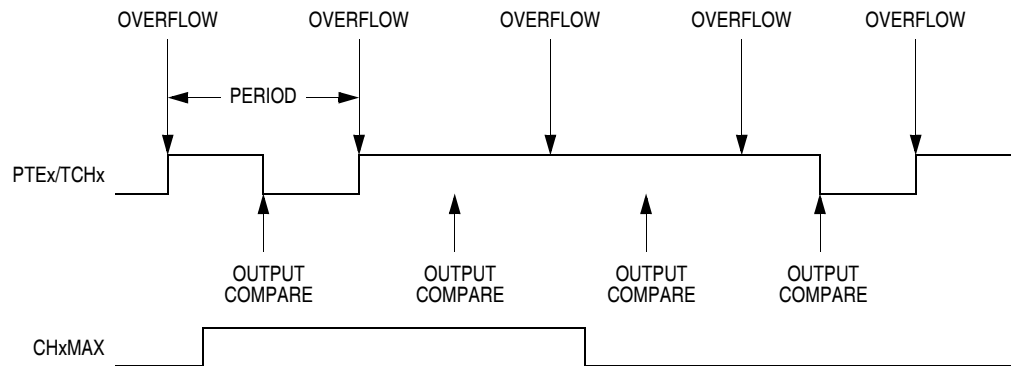 OVERFLOW OVERFLOW OVERFLOW OVERFLOW OVERFLOW
PERIOD
PTEx/TCHx
OUTPUT COMPARE
OUTPUT COMPARE
OUTPUT COMPARE
OUTPUT COMPARE
CHxMAX